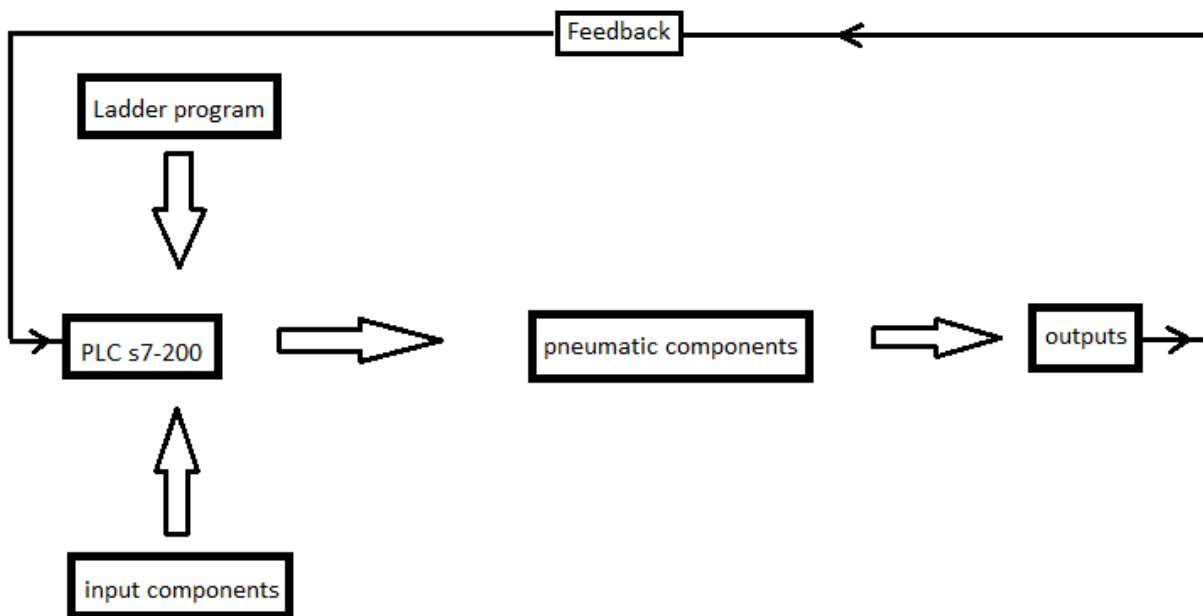 Feedback
Ladder program
PLC s7-200
pneumatic components
outputs
input components